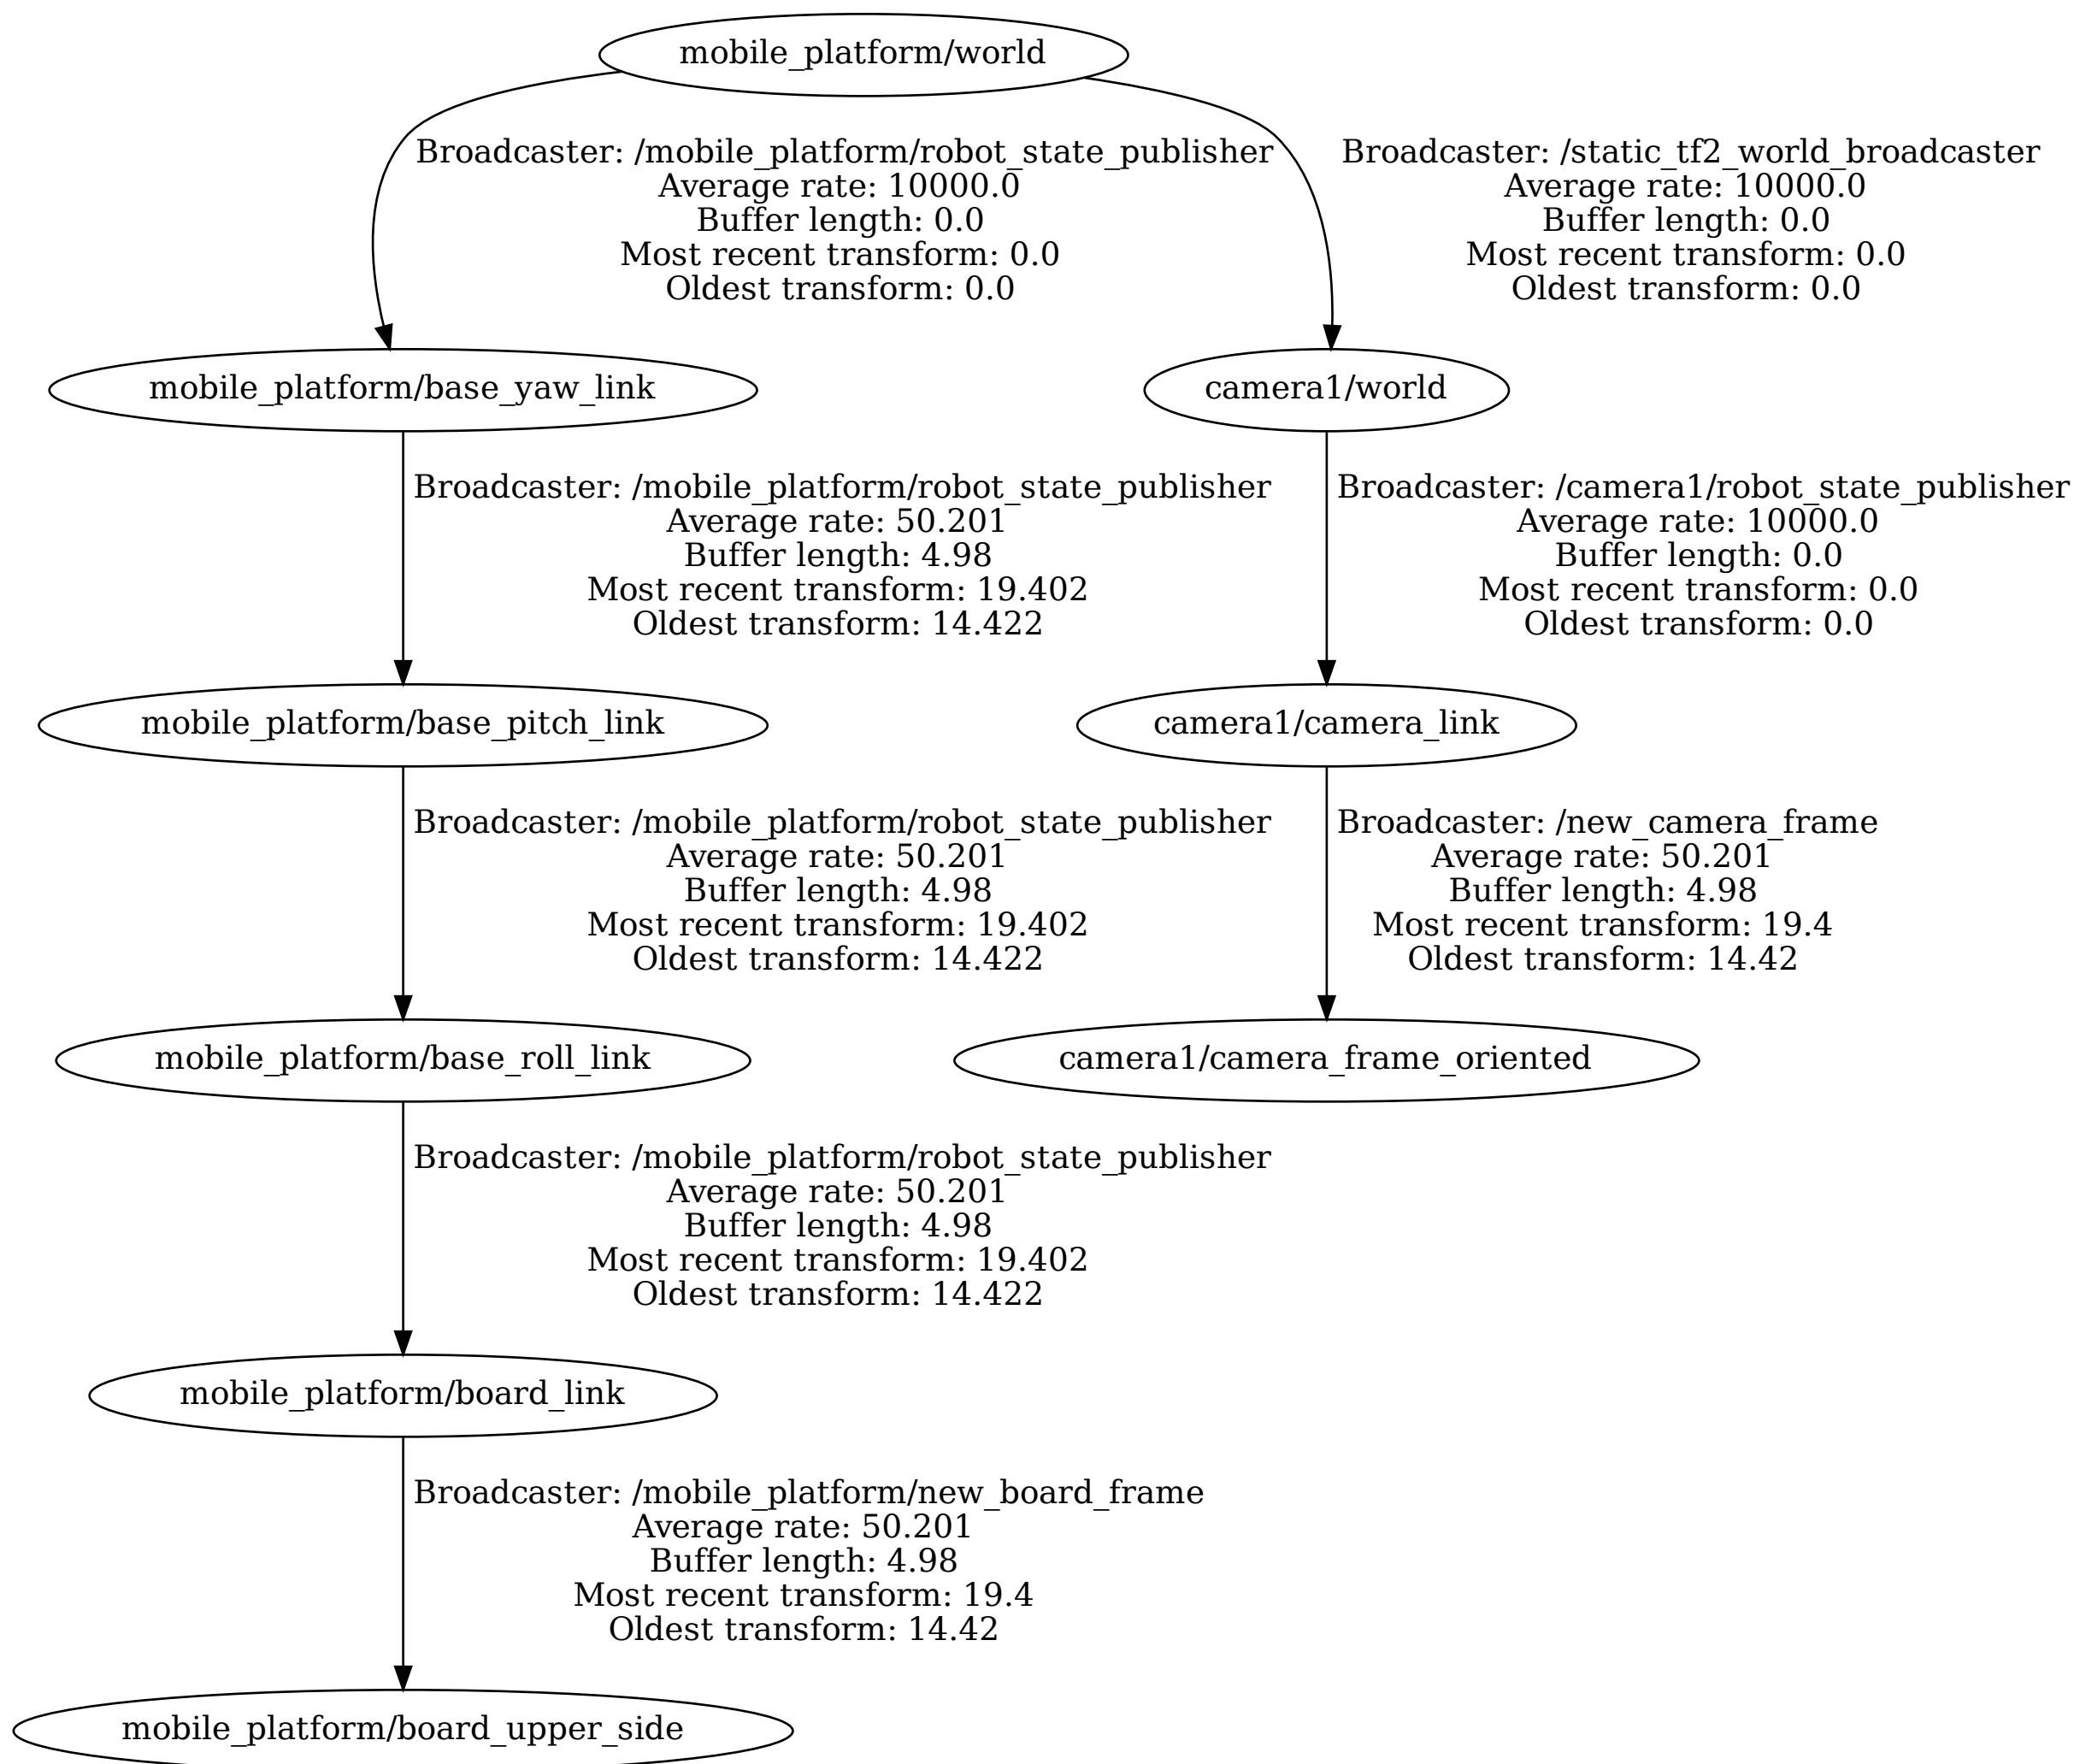 mobile_platform/world
Broadcaster: /mobile_platform/robot_state_publisher
Average rate: 10000.0
Buffer length: 0.0
Most recent transform: 0.0
Oldest transform: 0.0
Broadcaster: /static_tf2_world_broadcaster
Average rate: 10000.0
Buffer length: 0.0
Most recent transform: 0.0
Oldest transform: 0.0
mobile_platform/base_yaw_link
camera1/world
Broadcaster: /mobile_platform/robot_state_publisher
Average rate: 50.201
Buffer length: 4.98
Most recent transform: 19.402
Oldest transform: 14.422
Broadcaster: /camera1/robot_state_publisher
Average rate: 10000.0
Buffer length: 0.0
Most recent transform: 0.0
Oldest transform: 0.0
mobile_platform/base_pitch_link
camera1/camera_link
Broadcaster: /mobile_platform/robot_state_publisher
Average rate: 50.201
Buffer length: 4.98
Most recent transform: 19.402
Oldest transform: 14.422
Broadcaster: /new_camera_frame
Average rate: 50.201
Buffer length: 4.98
Most recent transform: 19.4
Oldest transform: 14.42
mobile_platform/base_roll_link
camera1/camera_frame_oriented
Broadcaster: /mobile_platform/robot_state_publisher
Average rate: 50.201
Buffer length: 4.98
Most recent transform: 19.402
Oldest transform: 14.422
mobile_platform/board_link
Broadcaster: /mobile_platform/new_board_frame
Average rate: 50.201
Buffer length: 4.98
Most recent transform: 19.4
Oldest transform: 14.42
mobile_platform/board_upper_side